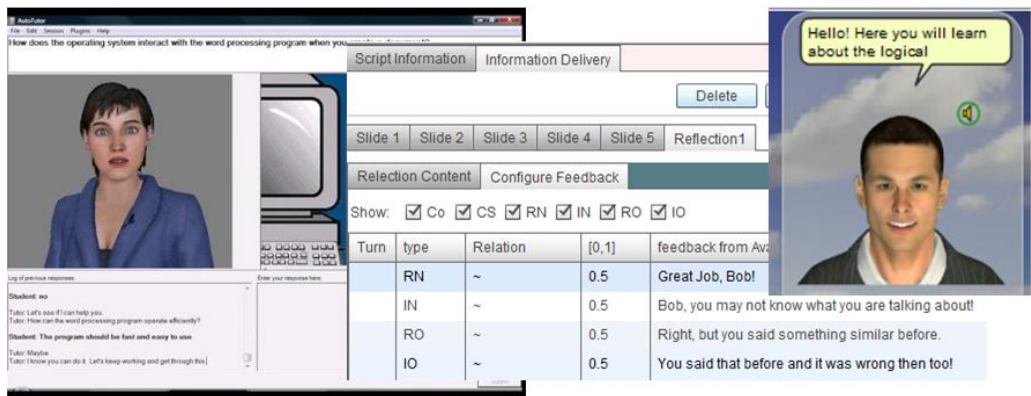 AutoTutor
File Edit Session Plugins Help
How does the operating system interact with the word processing program when you create a document?
Log of previous responses
Enter your response here
Student: no
Tutor: Let's see if I can help you.
Tutor: How can the word processing program operate efficiently?
Student: The program should be fast and easy to use
Tutor: Maybe
Tutor: I know you can do it. Let's keep working and get through this.
Script Information Information Delivery
Delete
Slide 1 Slide 2 Slide 3 Slide 4 Slide 5 Reflection1
Relection Content Configure Feedback
Show: Co CS RN IN RO IO
Turn type Relation [0,1] feedback from
RN ~ 0.5 Great Job, Bob!
IN ~ 0.5 Bob, you may not know what you are talking about!
RO ~ 0.5 Right, but you said something similar before.
IO ~ 0.5 You said that before and it was wrong then too!
Hello! Here you will learn
about the logical